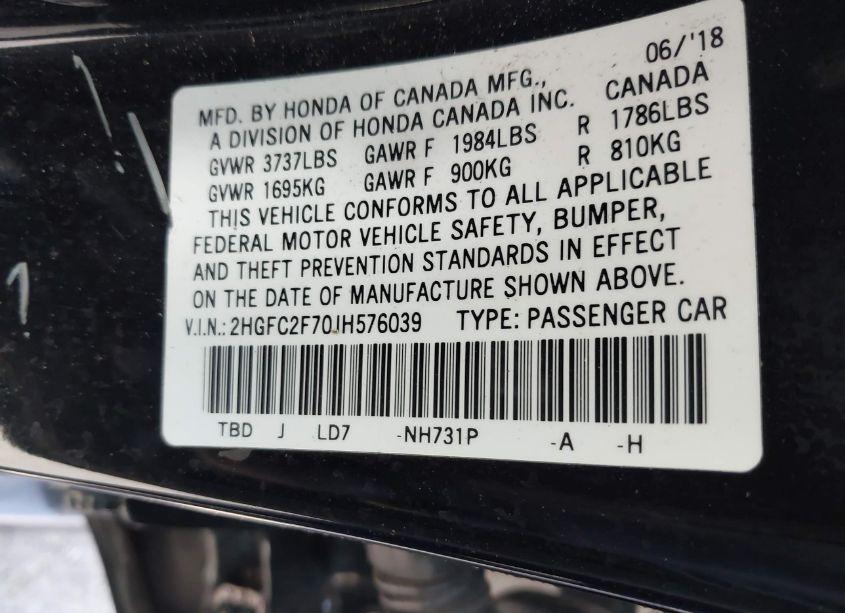 06/'18
MFD. BY HONDA OF CANADA MFG., CANADA
A DIVISION OF HONDA CANADA INC.
GVWR 3737LBS GAWR F 1984LBS R 1786LBS
GVWR 1695KG GAWR F 900KG R 810KG
THIS VEHICLE CONFORMS TO ALL APPLICABLE
FEDERAL MOTOR VEHICLE SAFETY, BUMPER,
AND THEFT PREVENTION STANDARDS IN EFFECT
ON THE DATE OF MANUFACTURE SHOWN ABOVE.
V.I.N.: 2HGFC2F70JH576039 TYPE: PASSENGER CAR
TBD J LD7 -NH731P -A -H